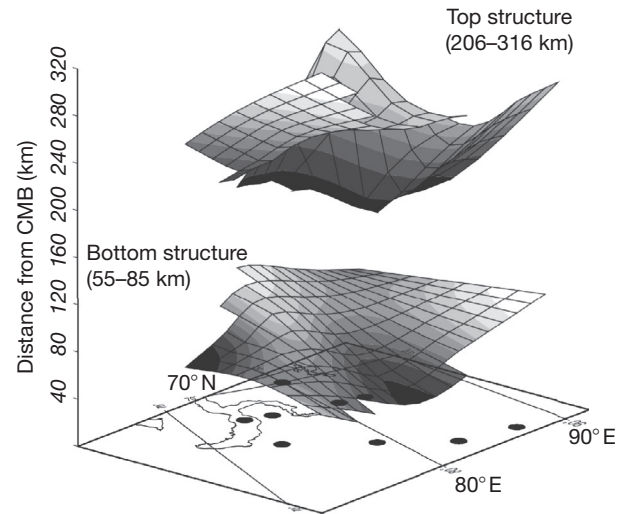 Top structure
(206–316 km)
320
280
240
200
160
120
80
40
Distance from CMB (km)
Bottom structure
(55–85 km)
70°N
90°E
80°E